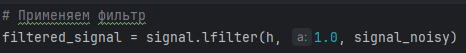 # Применяем фильтр
filtered_signal = signal.lfilter(h, a: 1.0, signal_noisy)